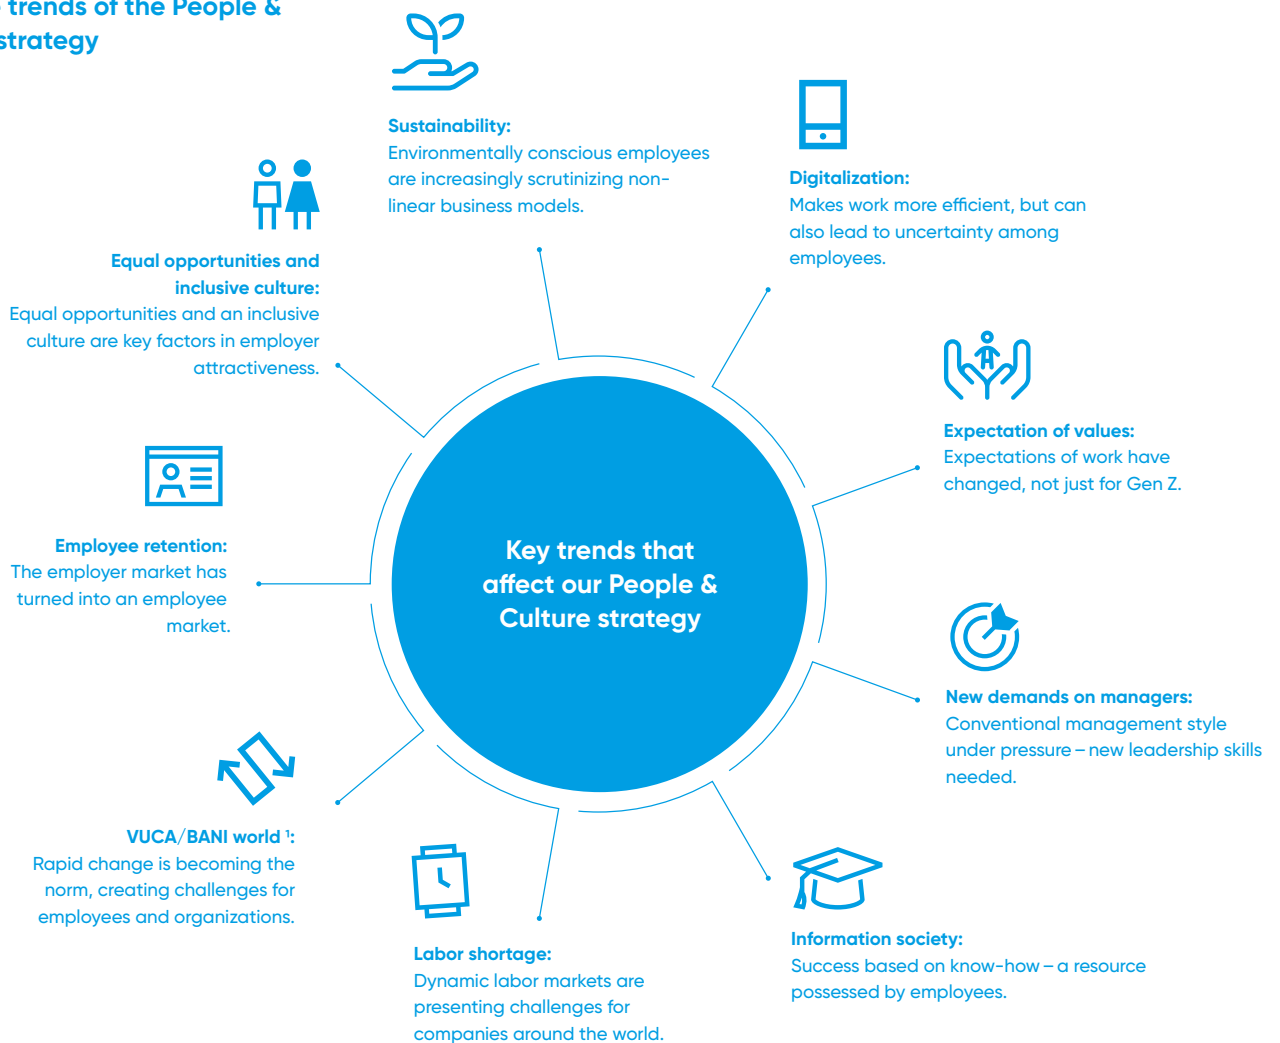 trends of the People &
strategy
Sustainability:
Environmentally conscious employees
are increasingly scrutinizing non-
linear business models.
Digitalization:
Makes work more efficient, but can
also lead to uncertainty among
employees.
Equal opportunities and
inclusive culture:
Equal opportunities and an inclusive
culture are key factors in employer
attractiveness.
Expectation of values:
Expectations of work have
changed, not just for Gen Z.
Employee retention:
The employer market has
turned into an employee
market.
Key trends that
affect our People &
Culture strategy
New demands on managers:
Conventional management style
under pressure – new leadership skills
needed.
VUCA/BANI world ¹:
Rapid change is becoming the
norm, creating challenges for
employees and organizations.
Labor shortage:
Dynamic labor markets are
presenting challenges for
companies around the world.
Information society:
Success based on know-how – a resource
possessed by employees.